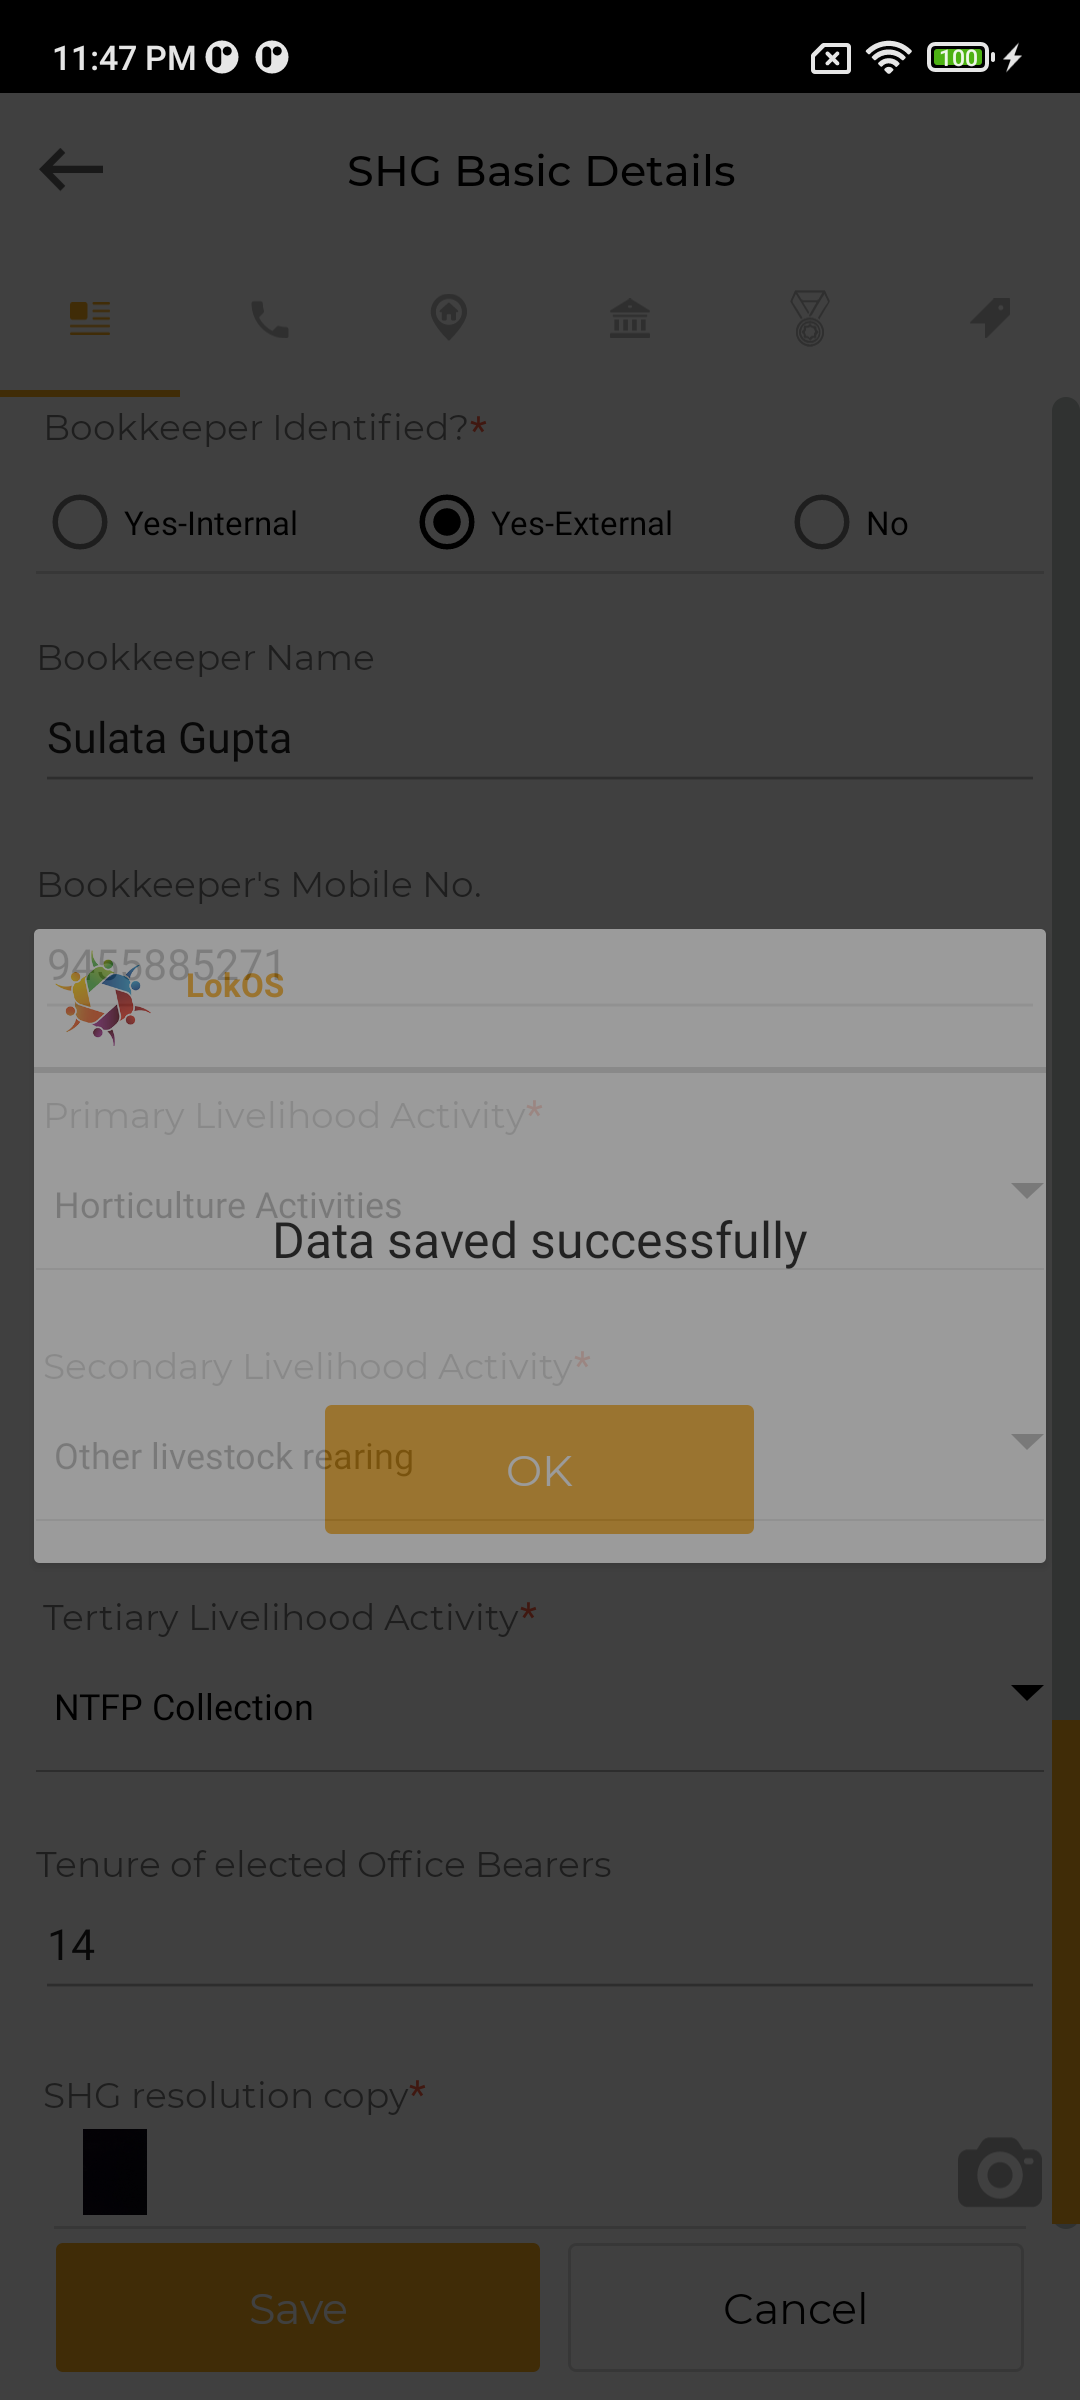 11:47 PM
100
SHG Basic Details
Bookkeeper Identified?*
Yes-Internal Yes-External No
Bookkeeper Name
Sulata Gupta
Bookkeeper's Mobile No.
9455885271
LokOS
Primary Livelihood Activity*
Horticulture Activities
Data saved successfully
Secondary Livelihood Activity*
Other livestock rearing
OK
Tertiary Livelihood Activity*
NTFP Collection
Tenure of elected Office Bearers
14
SHG resolution copy*
Save Cancel